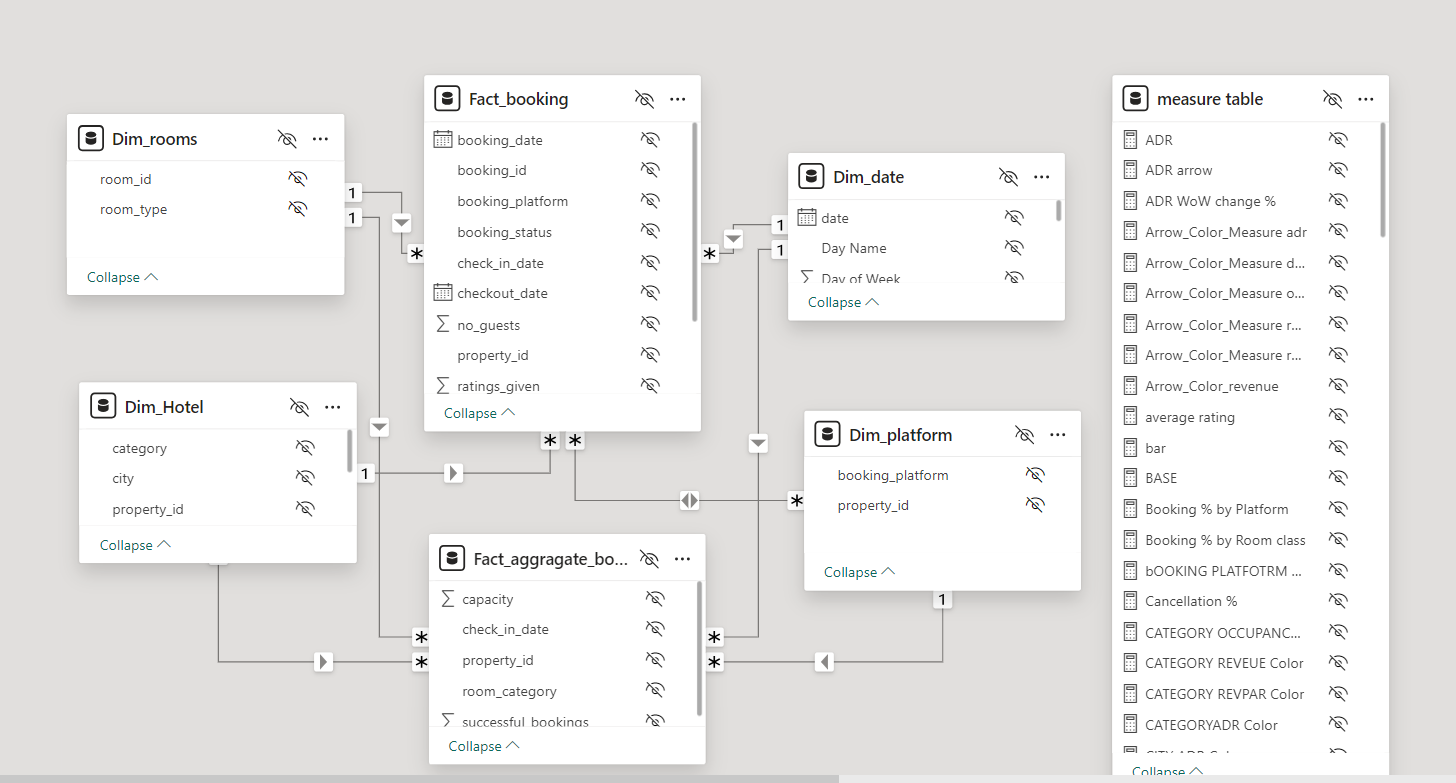 Dim_rooms
room_id
room_type
Collapse
Fact_booking
booking_date
booking_id
booking_platform
booking_status
check_in_date
checkout_date
no_guests
property_id
ratings_given
Collapse
Dim_date
date
Day Name
Day of Week
Collapse
measure table
ADR
ADR arrow
ADR WoW change %
Arrow_Color_Measure adr
Arrow_Color_Measure d...
Arrow_Color_Measure o...
Arrow_Color_Measure r...
Arrow_Color_Measure r...
Arrow_Color_revenue
average rating
bar
BASE
Booking % by Platform
Booking % by Room class
bOOKING PLATFOTRM ...
Cancellation %
CATEGORY OCCUPANC...
CATEGORY REVEUE Color
CATEGORY REVPAR Color
CATEGORYADR Color
Collapse
Dim_Hotel
category
city
property_id
Collapse
Dim_platform
booking_platform
property_id
Collapse
Fact_aggragate_bo...
capacity
check_in_date
property_id
room_category
successful_bookings
Collapse
1
1
*
*
1
1
1
*
*
*
*
*
*
*
1